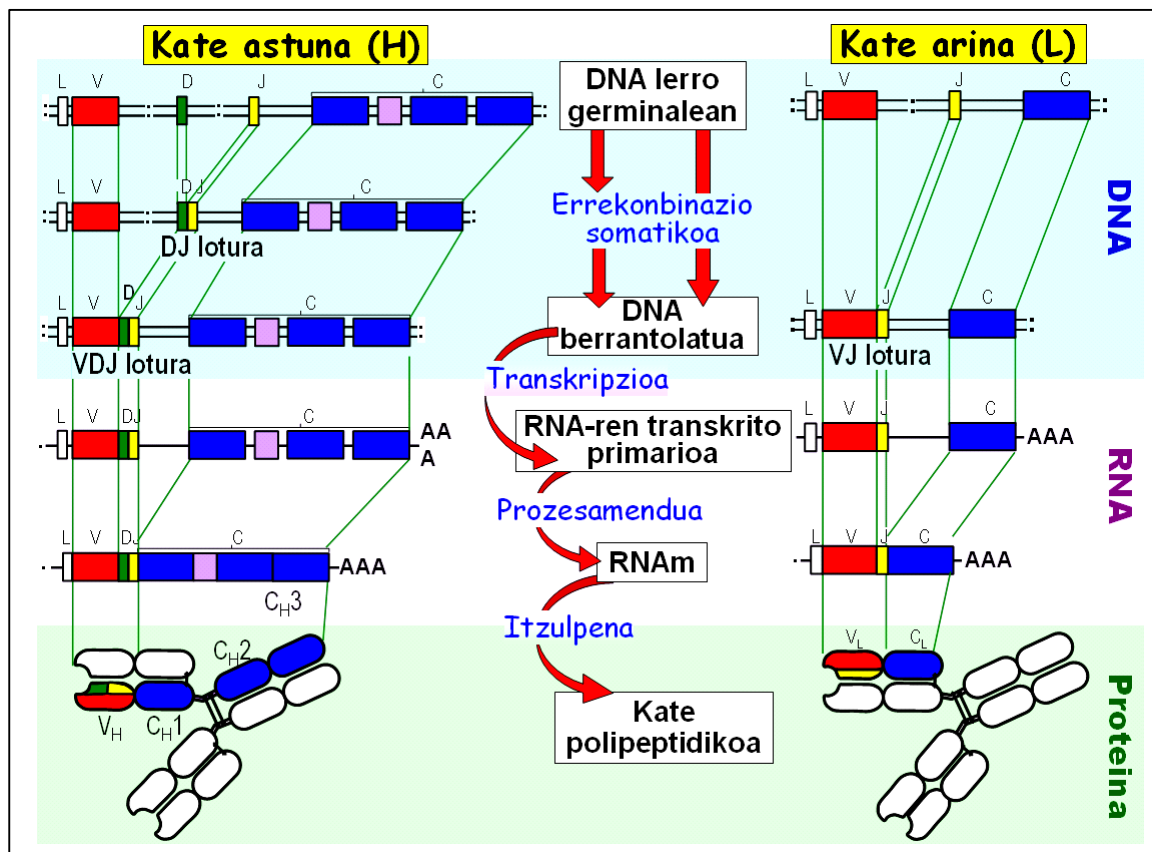 Kate astuna (H)
Kate arina (L)
L V D J C
DNA lerro
germinalean
L V J C
L V D J C
DJ lotura
Errekonbinazio
somatikoa
DNA
L V D J C
VDJ lotura
DNA
berrantolatua
L V J C
VJ lotura
Transkripzioa
L V DJ C
AA
A
RNA-ren transkrito
primarioa
L V J C
AAA
RNA
Prozesamendua
L V DJ C
AAA
CH3
RNAm
L V J C
AAA
Itzulpena
CH2
VH CH1
Kate
polipeptidikoa
VL CL
Proteina